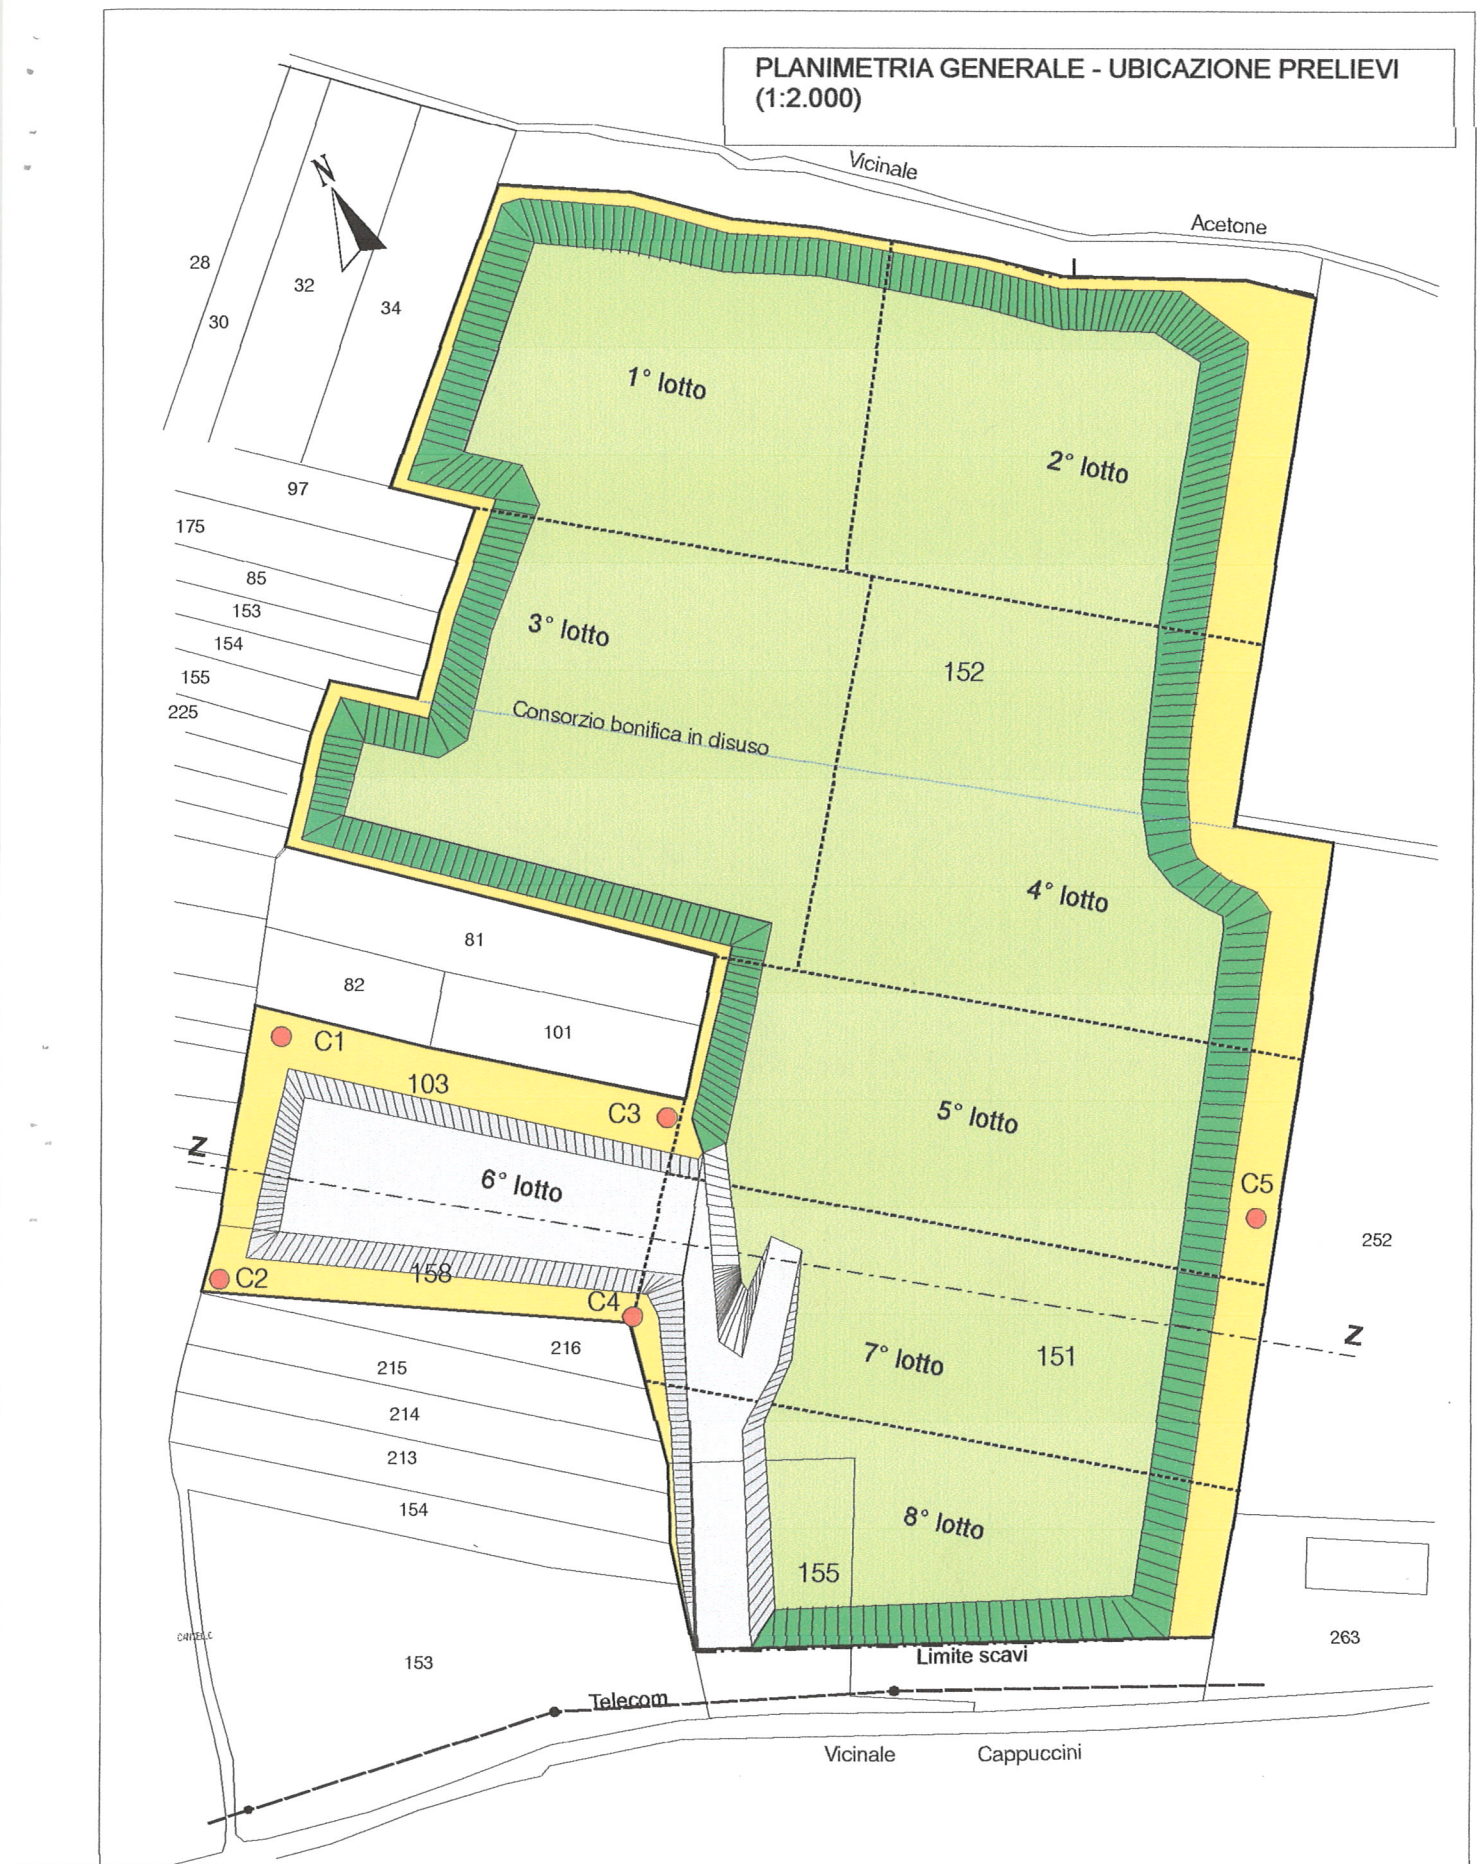 PLANIMETRIA GENERALE - UBICAZIONE PRELIEVI
(1:2.000)
Vicinale
Acetone
N
28
32
34
30
1° lotto
2° lotto
97
175
85
153
154
155
225
3° lotto
152
Consorzio bonifica in disuso
4° lotto
81
82
101
C1
103
C3
5° lotto
Z
6° lotto
C5
252
158
C2
C4
Z
216
215
7° lotto
151
214
213
154
8° lotto
155
263
153
Limite scavi
Telecom
Vicinale
Cappuccini